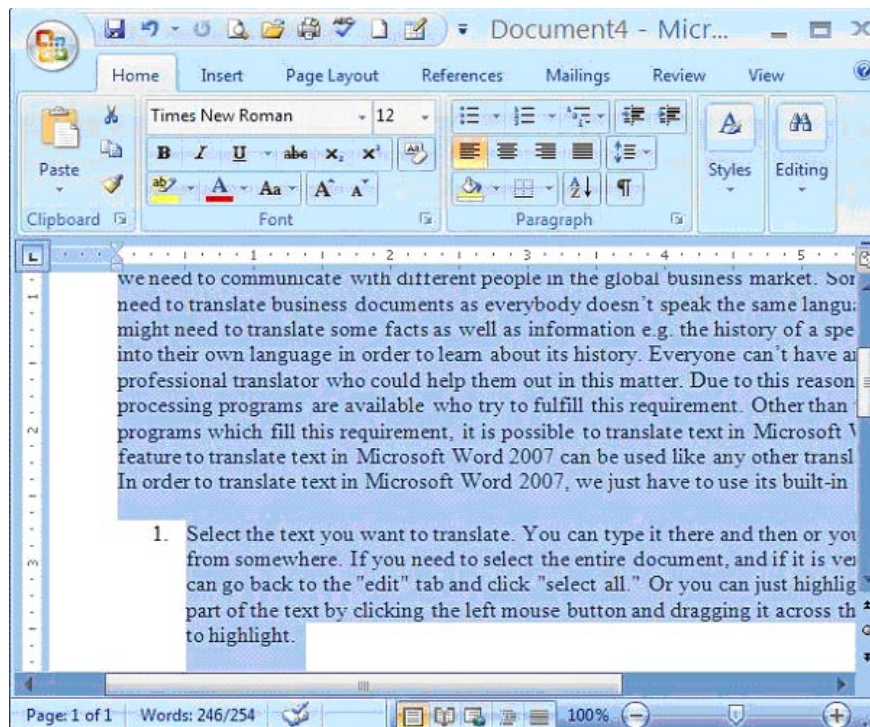 Document4 - Micr...
Home Insert Page Layout References Mailings Review View
Times New Roman 12
Paste
B I U abc x₂ x² Aa
ab A Aa A A A Z
Styles Editing
Clipboard Font Paragraph
L 1 2 3 4 5
we need to communicate with different people in the global business market.
need to translate business documents as everybody doesn't speak the same
might need to translate some facts as well as information e.g. the history of a
into their own language in order to learn about its history. Everyone can't have
professional translator who could help them out in this matter. Due to this reason
processing programs are available who try to fulfill this requirement. Other than
programs which fill this requirement, it is possible to translate text in Microsoft
feature to translate text in Microsoft Word 2007 can be used like any other
In order to translate text in Microsoft Word 2007, we just have to use its built-in
1. Select the text you want to translate. You can type it there and then or
from somewhere. If you need to select the entire document, and if it is
can go back to the "edit" tab and click "select all." Or you can just
part of the text by clicking the left mouse button and dragging it across
to highlight.
Page: 1 of 1 Words: 246/254 100%